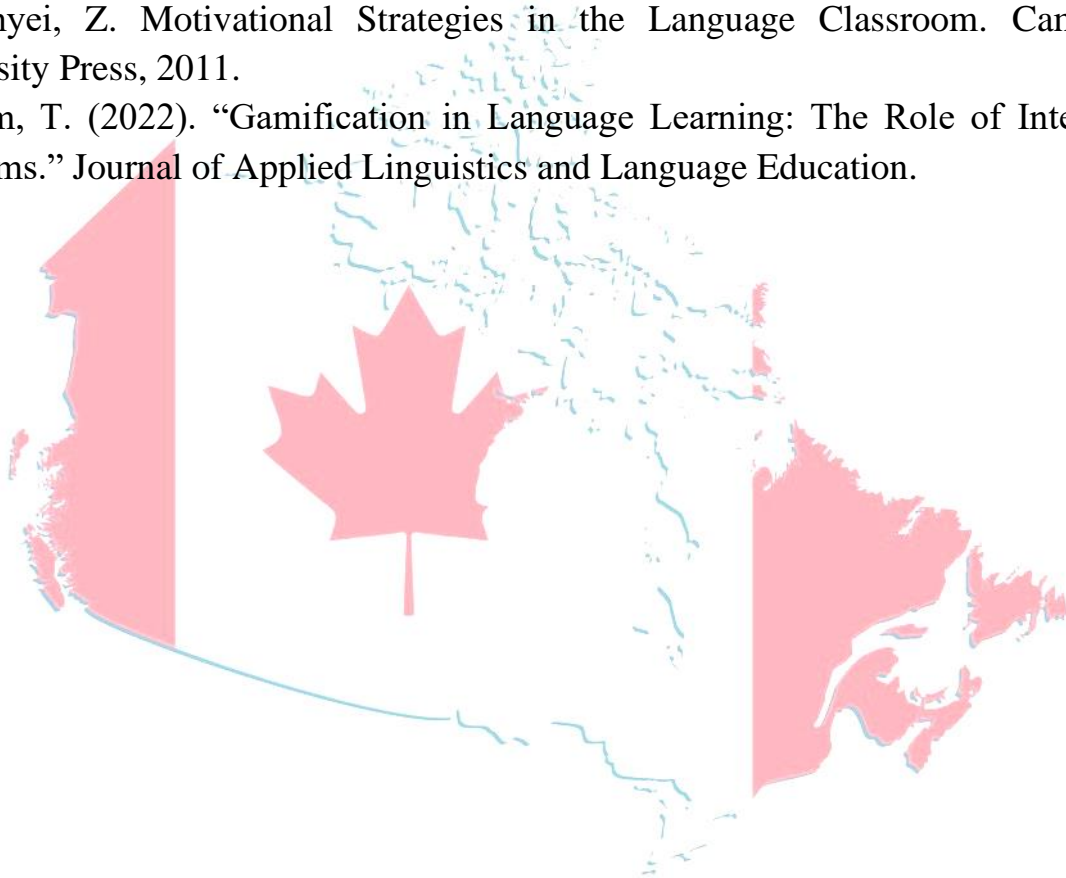 nyei, Z. Motivational Strategies in the Language Classroom. Can
sity Press, 2011.
m, T. (2022). “Gamification in Language Learning: The Role of Inte
ms.” Journal of Applied Linguistics and Language Education.